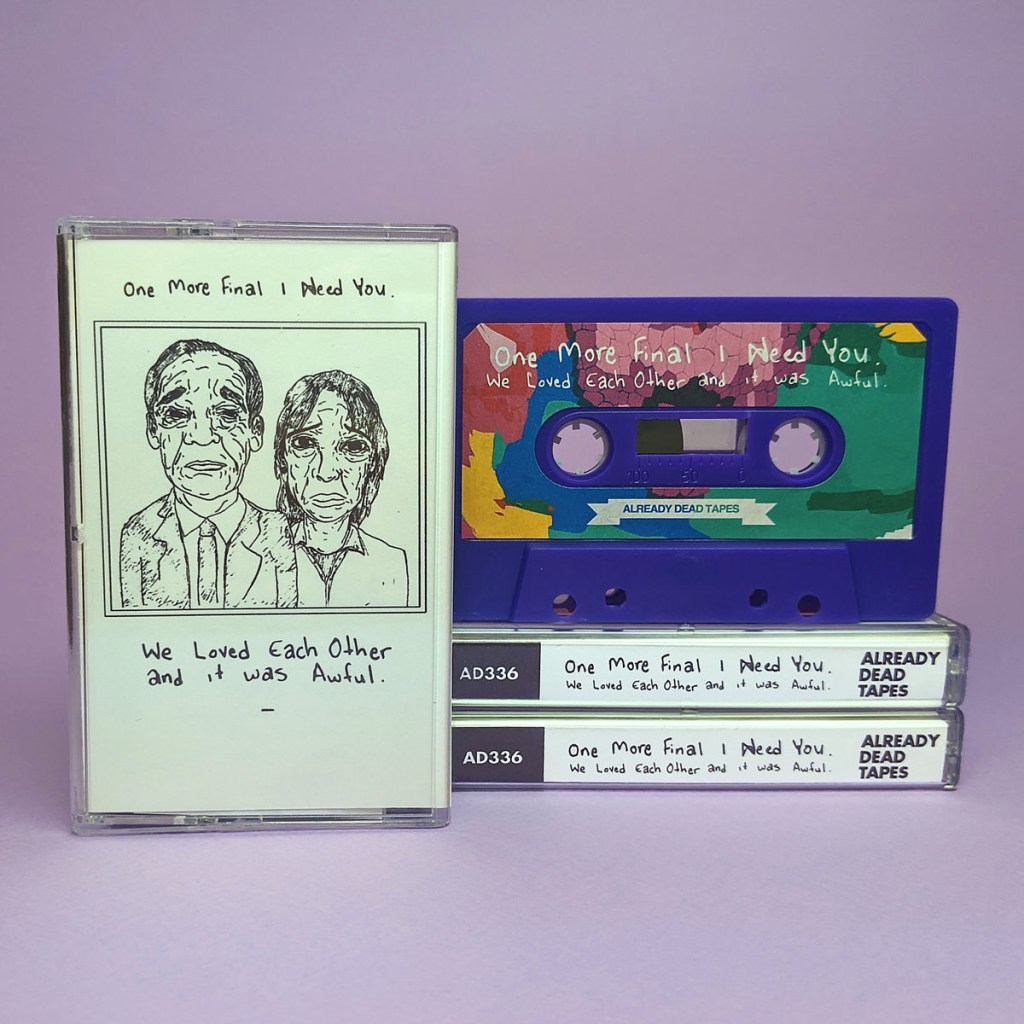 One More Final I Need You.
We Loved Each Other
and it was Awful.
One More Final I Need You.
We Loved Each Other and it was Awful.
100 50 0
ALREADY DEAD TAPES
AD336
One More Final I Need You.
We Loved Each Other and it was Awful.
ALREADY
DEAD
TAPES
AD336
One More Final I Need You.
We Loved Each Other and it was Awful.
ALREADY
DEAD
TAPES